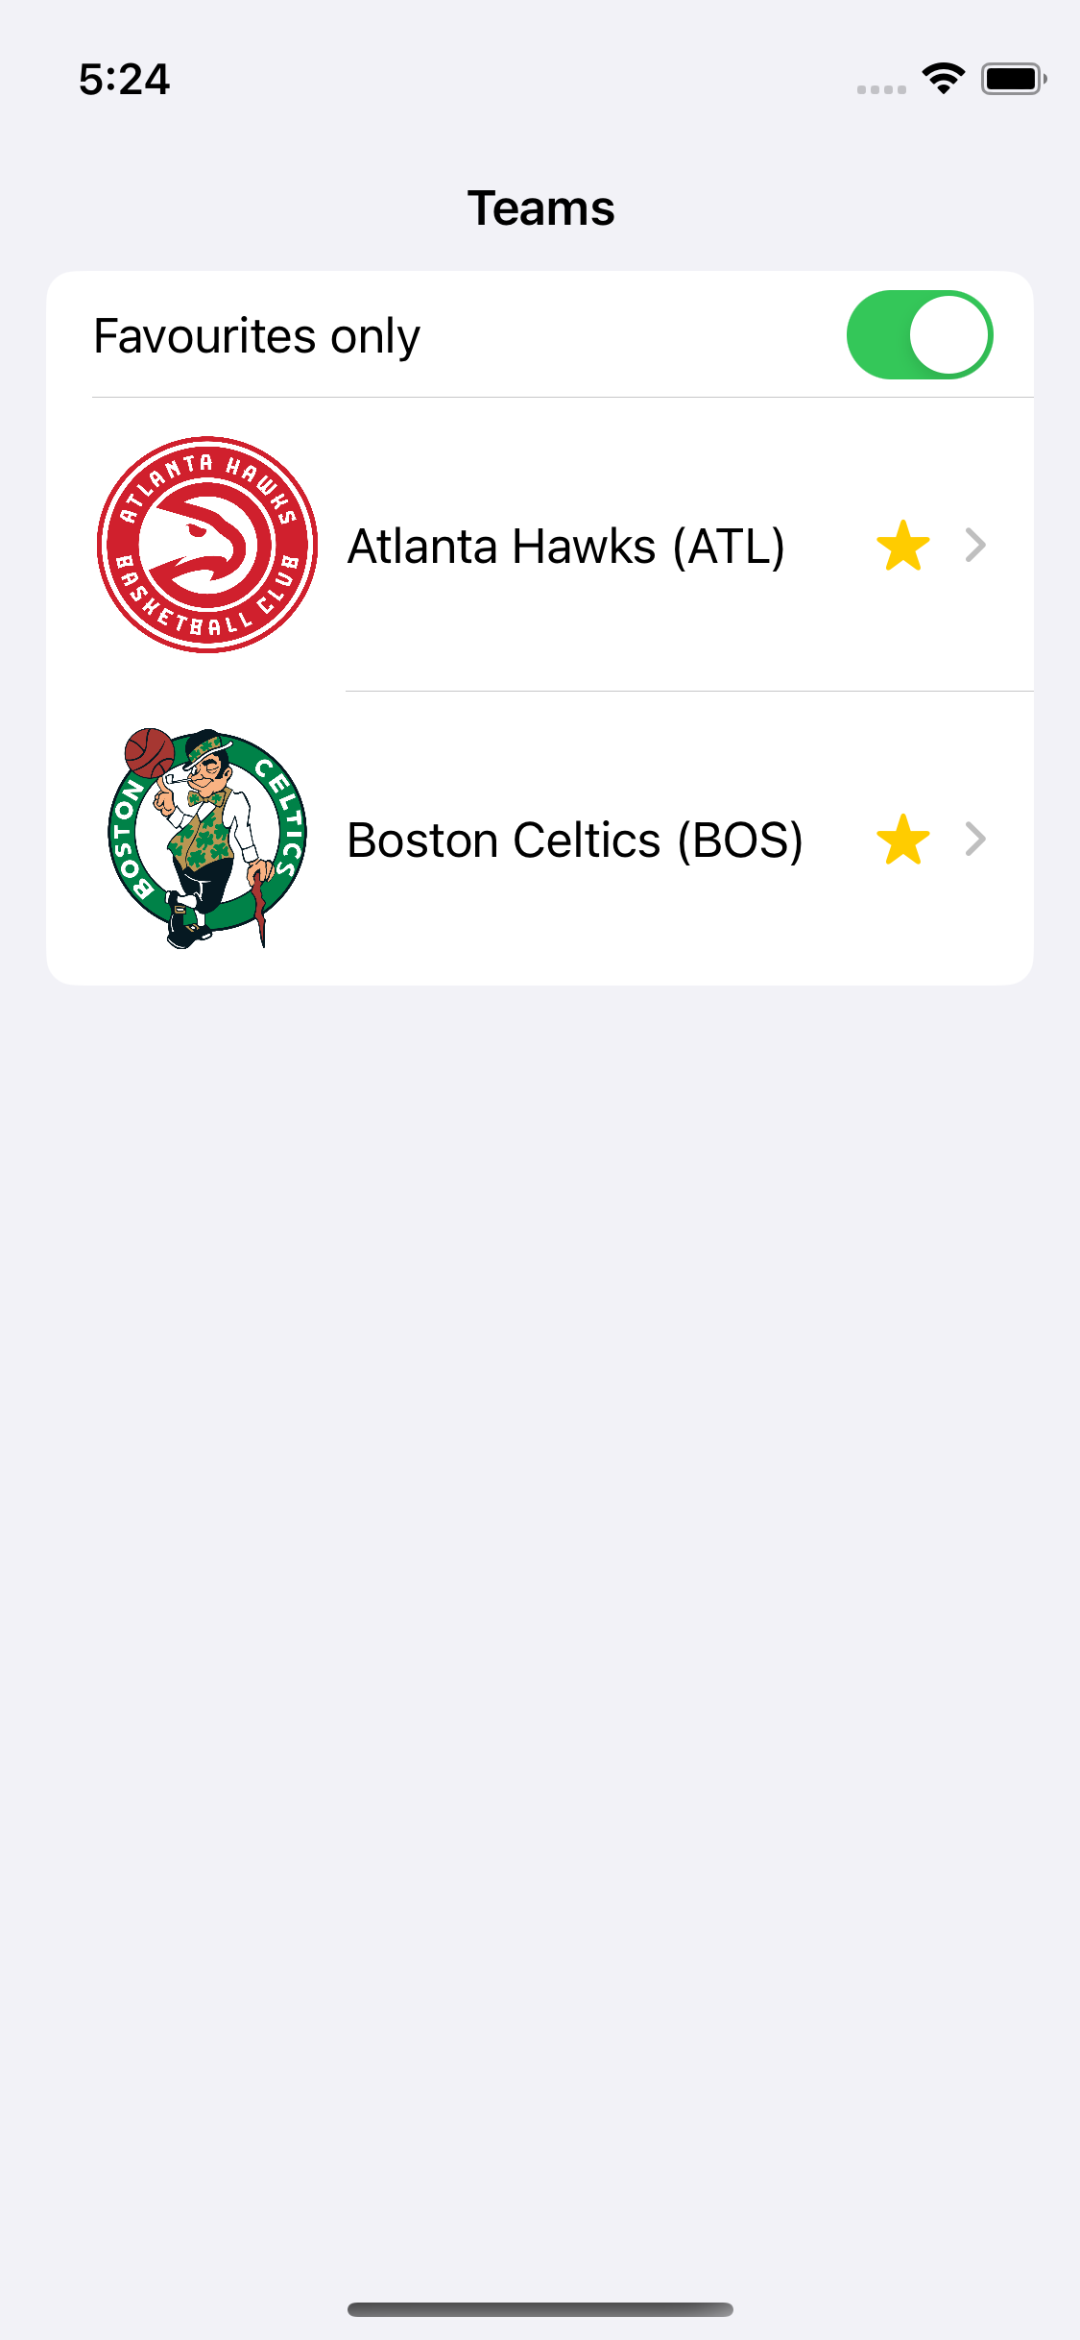 5:24
Teams
Favourites only
ATLANTA HAWKS
BASKETBALL CLUB
Atlanta Hawks (ATL)
BOSTON CELTICS
Boston Celtics (BOS)